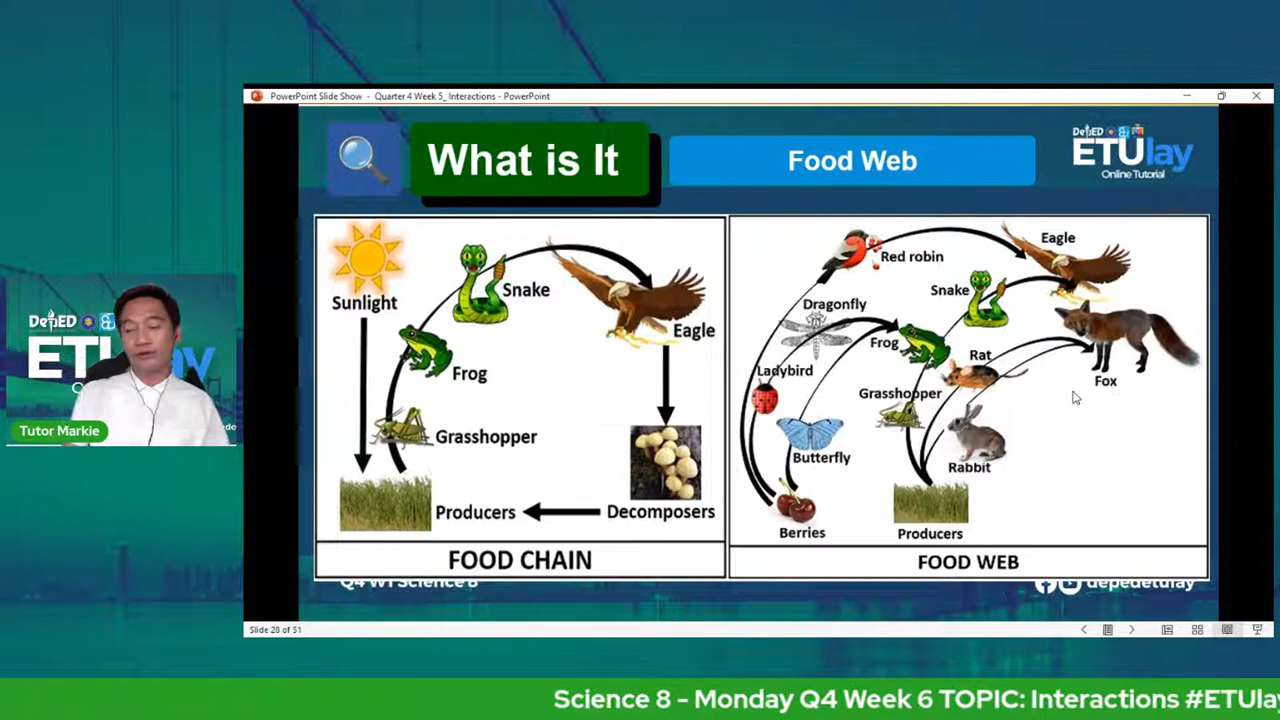 PowerPoint Slide Show - Quarter 4 Week 5_ Interactions - PowerPoint
What is It
Food Web
DepED
ETUlay
Online Tutorial
Sunlight
Snake
Eagle
Frog
Grasshopper
Producers
Decomposers
FOOD CHAIN
Red robin
Eagle
Dragonfly
Snake
Frog
Rat
Ladybird
Fox
Grasshopper
Butterfly
Rabbit
Berries
Producers
FOOD WEB
DepED
Tutor Markie
Q4 W1 Science 8
depedetulay
Slide 28 of 51
Science 8 - Monday Q4 Week 6 TOPIC: Interactions #ETUlay